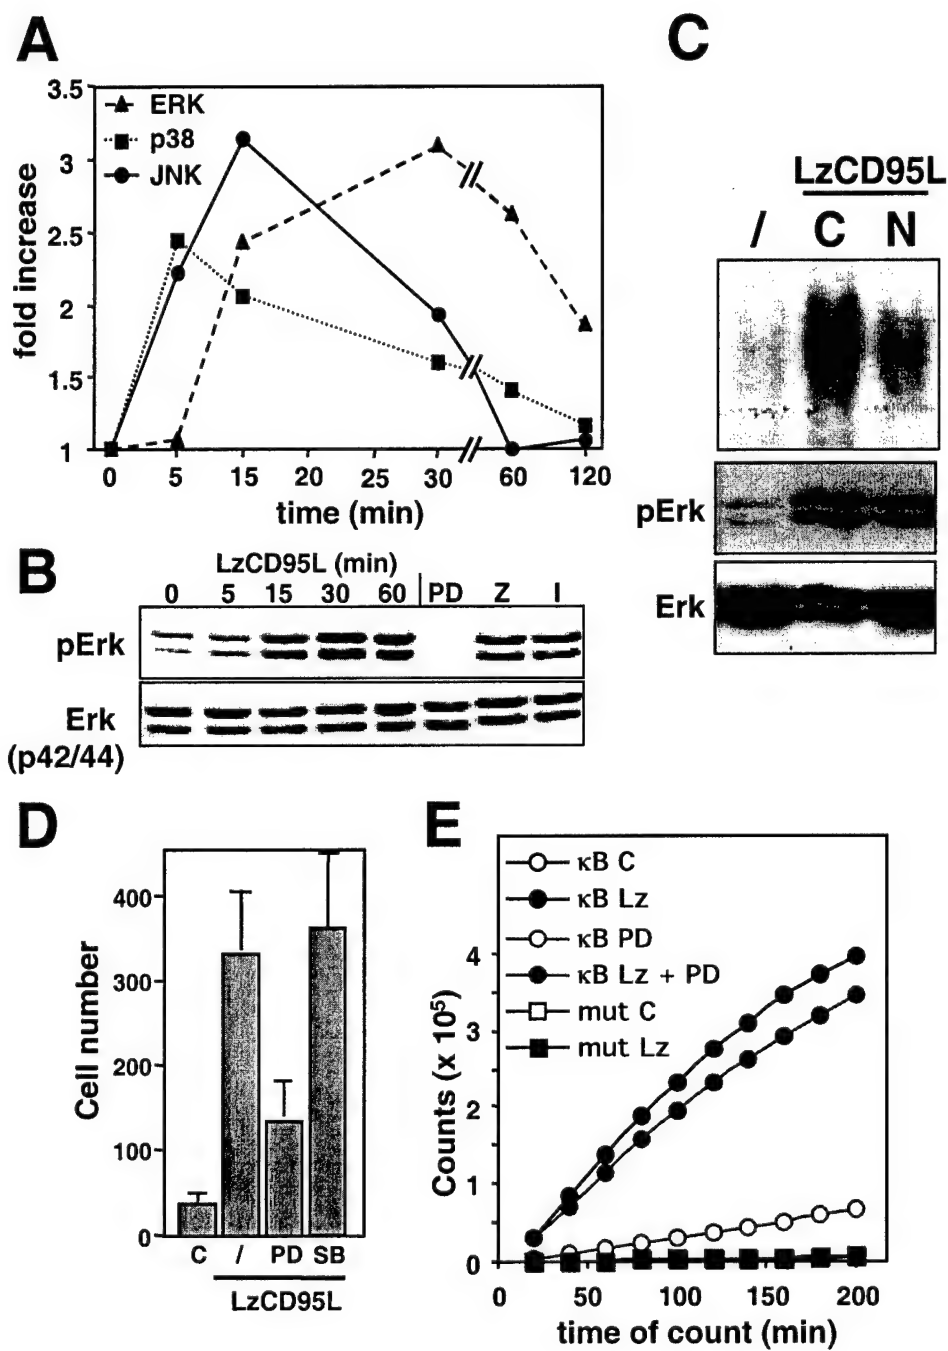 A
3.5
3
2.5
2
1.5
1
fold increase
ERK
p38
JNK
0 5 15 20 25 30 60 120
time (min)
B
LzCD95L (min)
0 5 15 30 60 PD Z I
pErk
Erk
(p42/44)
C
LzCD95L
/ C N
pErk
Erk
D
400
300
200
100
0
Cell number
C / PD SB
LzCD95L
E
κB C
κB Lz
κB PD
κB Lz + PD
mut C
mut Lz
4
3
2
1
0
Counts (x 10⁵)
0 50 100 150 200
time of count (min)